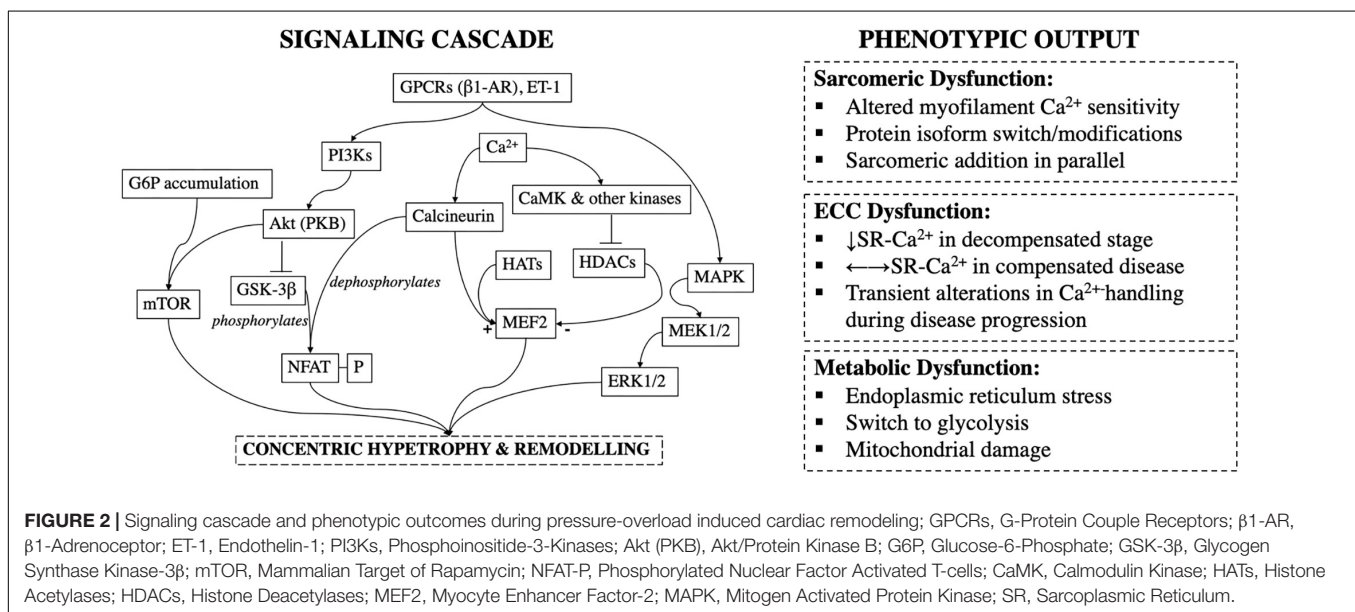 SIGNALING CASCADE
GPCRs (β1-AR), ET-1
PI3Ks
Ca²⁺
G6P accumulation
CaMK & other kinases
Akt (PKB)
Calcineurin
HATs
HDACs
dephosphorylates
MAPK
mTOR
GSK-3β
phosphorylates
+
MEF2
-
MEK1/2
NFAT
P
ERK1/2
CONCENTRIC HYPETROPHY & REMODELLING
PHENOTYPIC OUTPUT
Sarcomeric Dysfunction:
▪ Altered myofilament Ca²⁺ sensitivity
▪ Protein isoform switch/modifications
▪ Sarcomeric addition in parallel
ECC Dysfunction:
▪ ↓SR-Ca²⁺ in decompensated stage
▪ ←→SR-Ca²⁺ in compensated disease
▪ Transient alterations in Ca²⁺-handling
during disease progression
Metabolic Dysfunction:
▪ Endoplasmic reticulum stress
▪ Switch to glycolysis
▪ Mitochondrial damage
FIGURE 2 | Signaling cascade and phenotypic outcomes during pressure-overload induced cardiac remodeling; GPCRs, G-Protein Couple Receptors; β1-AR,
β1-Adrenoceptor; ET-1, Endothelin-1; PI3Ks, Phosphoinositide-3-Kinases; Akt (PKB), Akt/Protein Kinase B; G6P, Glucose-6-Phosphate; GSK-3β, Glycogen
Synthase Kinase-3β; mTOR, Mammalian Target of Rapamycin; NFAT-P, Phosphorylated Nuclear Factor Activated T-cells; CaMK, Calmodulin Kinase; HATs, Histone
Acetylases; HDACs, Histone Deacetylases; MEF2, Myocyte Enhancer Factor-2; MAPK, Mitogen Activated Protein Kinase; SR, Sarcoplasmic Reticulum.